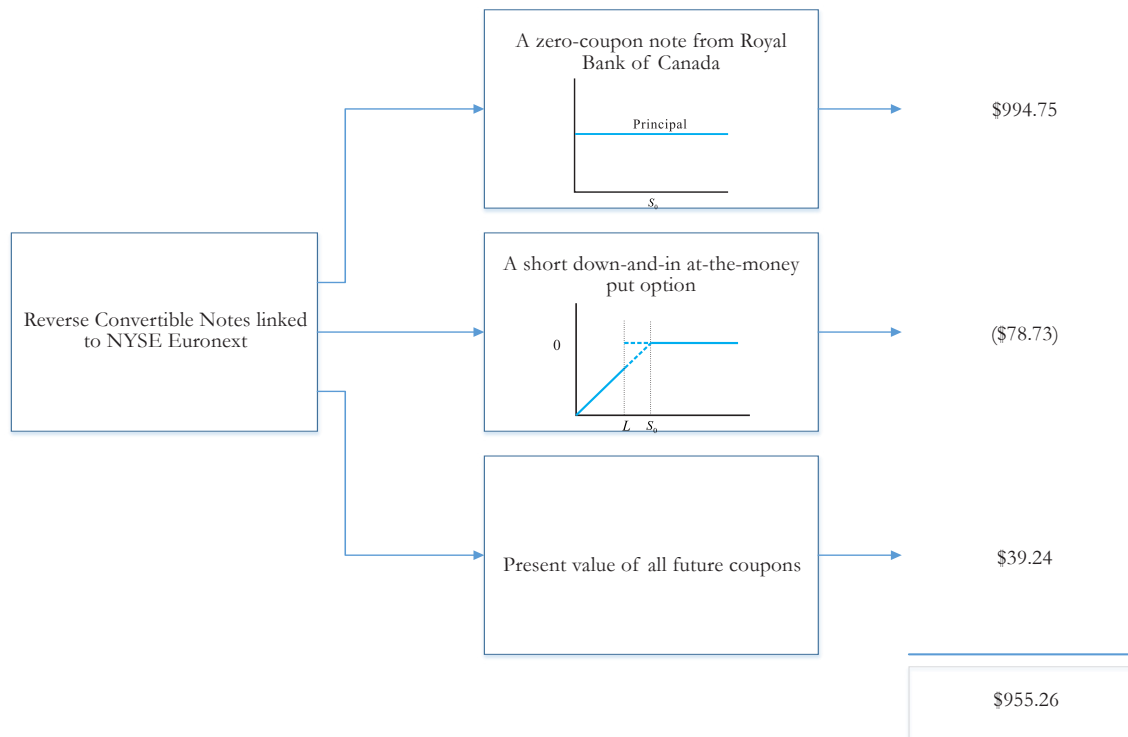 A zero-coupon note from Royal
Bank of Canada
Principal
S₀
$994.75
Reverse Convertible Notes linked
to NYSE Euronext
A short down-and-in at-the-money
put option
0
L S₀
($78.73)
Present value of all future coupons
$39.24
$955.26